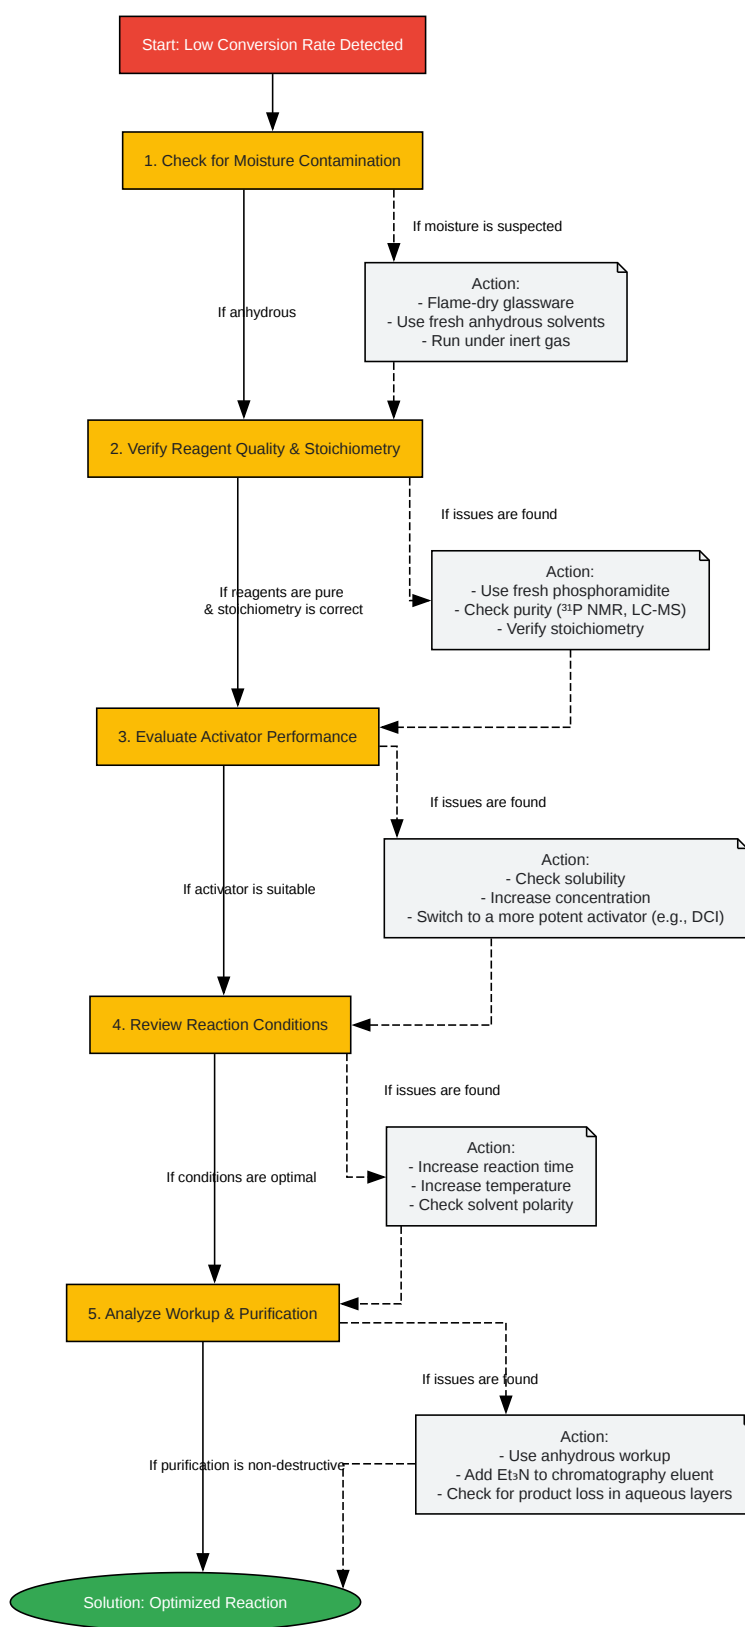 Start: Low Conversion Rate Detected
1. Check for Moisture Contamination
If moisture is suspected
Action:
- Flame-dry glassware
- Use fresh anhydrous solvents
- Run under inert gas
If anhydrous
2. Verify Reagent Quality & Stoichiometry
If issues are found
Action:
- Use fresh phosphoramidite
- Check purity (³¹P NMR, LC-MS)
- Verify stoichiometry
If reagents are pure
& stoichiometry is correct
3. Evaluate Activator Performance
If issues are found
Action:
- Check solubility
- Increase concentration
- Switch to a more potent activator (e.g., DCI)
If activator is suitable
4. Review Reaction Conditions
If issues are found
Action:
- Increase reaction time
- Increase temperature
- Check solvent polarity
If conditions are optimal
5. Analyze Workup & Purification
If issues are found
Action:
- Use anhydrous workup
- Add Et₃N to chromatography eluent
- Check for product loss in aqueous layers
If purification is non-destructive
Solution: Optimized Reaction